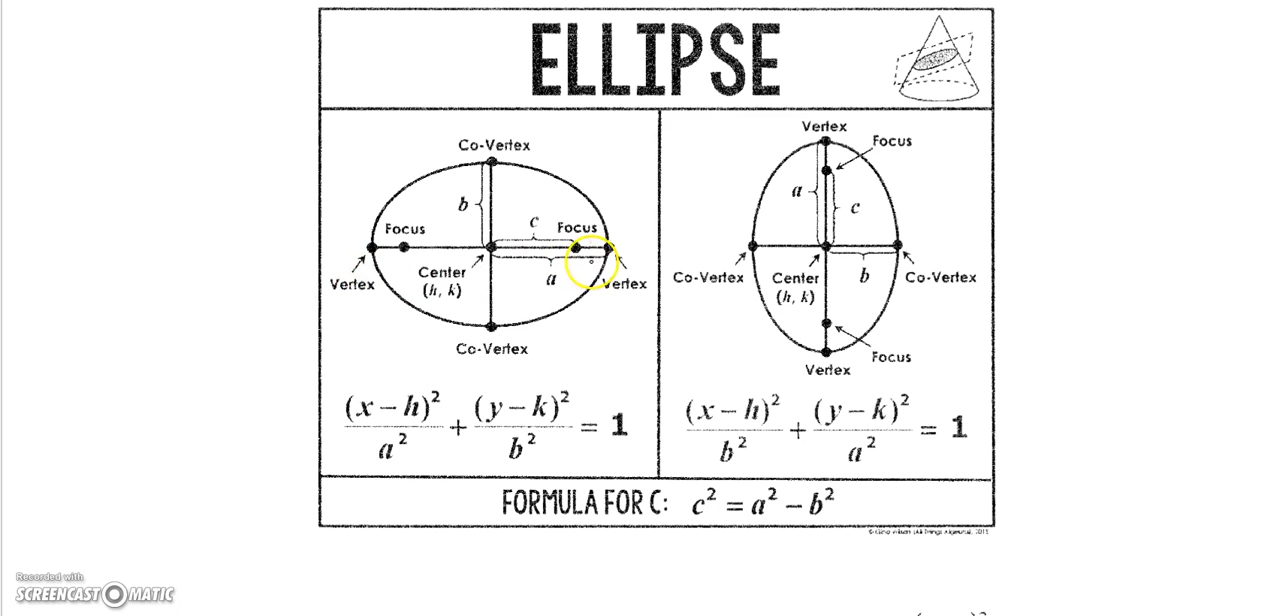 ELLIPSE
Co-Vertex
b
Focus
c
Focus
Vertex
Center
(h, k)
a
Vertex
Co-Vertex
(x − h)²/a² + (y − k)²/b² = 1
Vertex
Focus
a
c
Co-Vertex
Center
(h, k)
b
Co-Vertex
Focus
Vertex
(x − h)²/b² + (y − k)²/a² = 1
FORMULA FOR C: c² = a² − b²
Recorded with
SCREENCAST MATIC